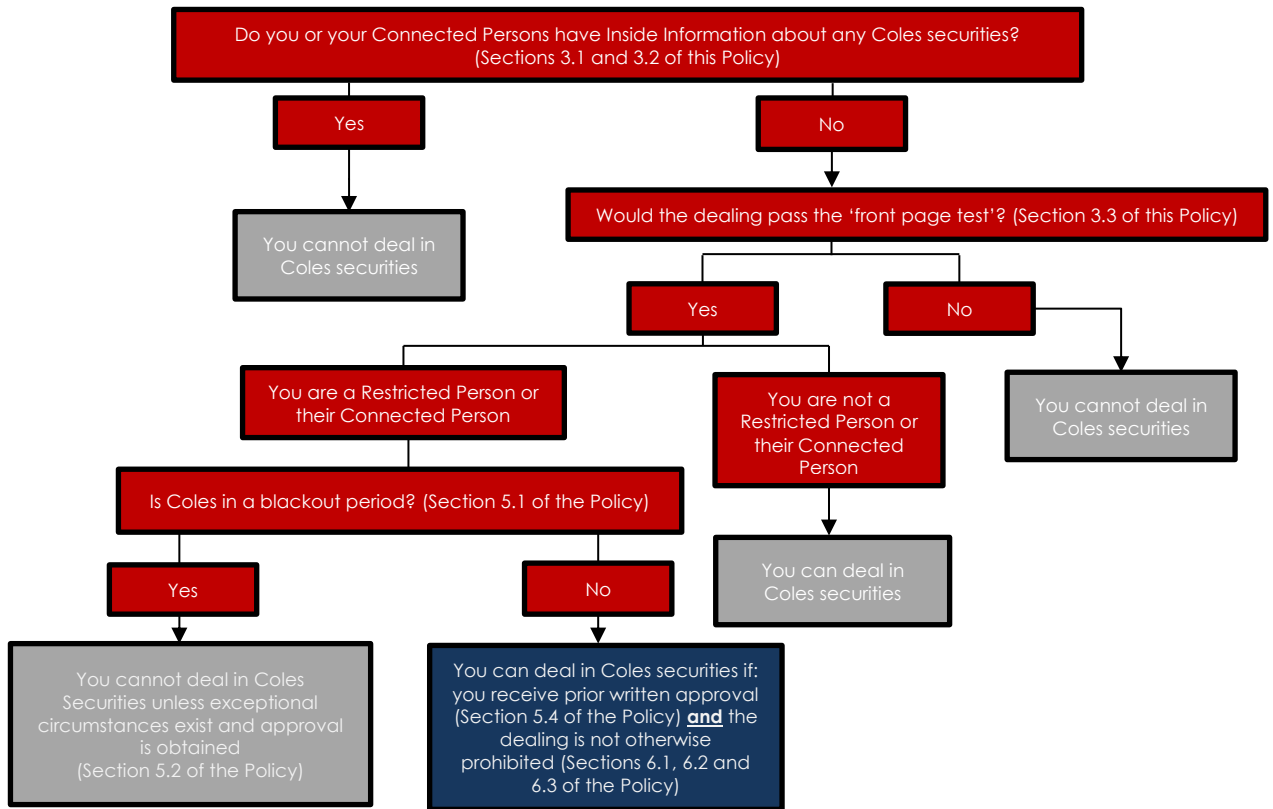 Do you or your Connected Persons have Inside Information about any Coles securities?
(Sections 3.1 and 3.2 of this Policy)
Yes
No
You cannot deal in
Coles securities
Would the dealing pass the ‘front page test’? (Section 3.3 of this Policy)
Yes
No
You cannot deal in
Coles securities
You are a Restricted Person or
their Connected Person
You are not a
Restricted Person or
their Connected
Person
You can deal in
Coles securities
Is Coles in a blackout period? (Section 5.1 of the Policy)
Yes
No
You cannot deal in Coles
Securities unless exceptional
circumstances exist and approval
is obtained
(Section 5.2 of the Policy)
You can deal in Coles securities if:
you receive prior written approval
(Section 5.4 of the Policy) and the
dealing is not otherwise
prohibited (Sections 6.1, 6.2 and
6.3 of the Policy)